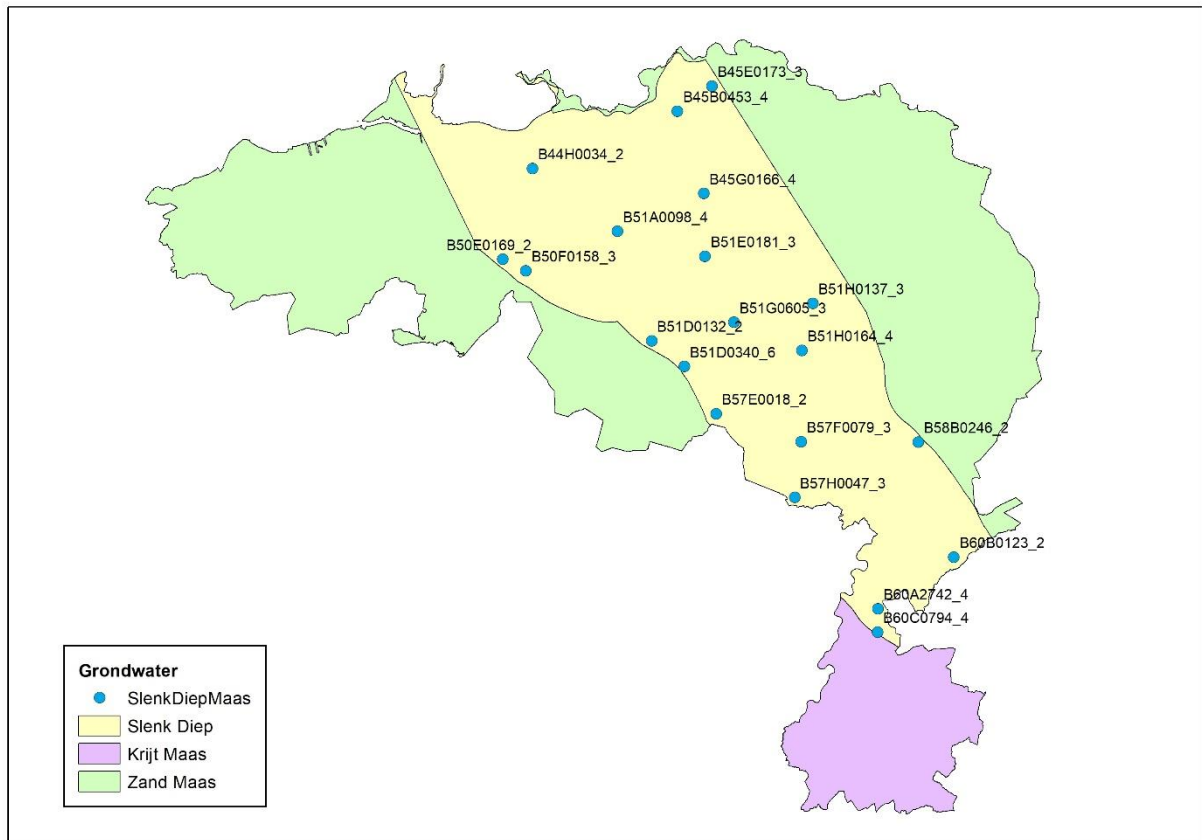 B45E0173_3
B45B0453_4
B44H0034_2
B45G0166_4
B51A0098_4
B50E0169_2
B51E0181_3
B50F0158_3
B51H0137_3
B51G0605_3
B51D0132_2
B51H0164_4
B51D0340_6
B57E0018_2
B57F0079_3
B58B0246_2
B57H0047_3
B60B0123_2
B60A2742_4
B60C0794_4
Grondwater
SlenkDiepMaas
Slenk Diep
Krijt Maas
Zand Maas